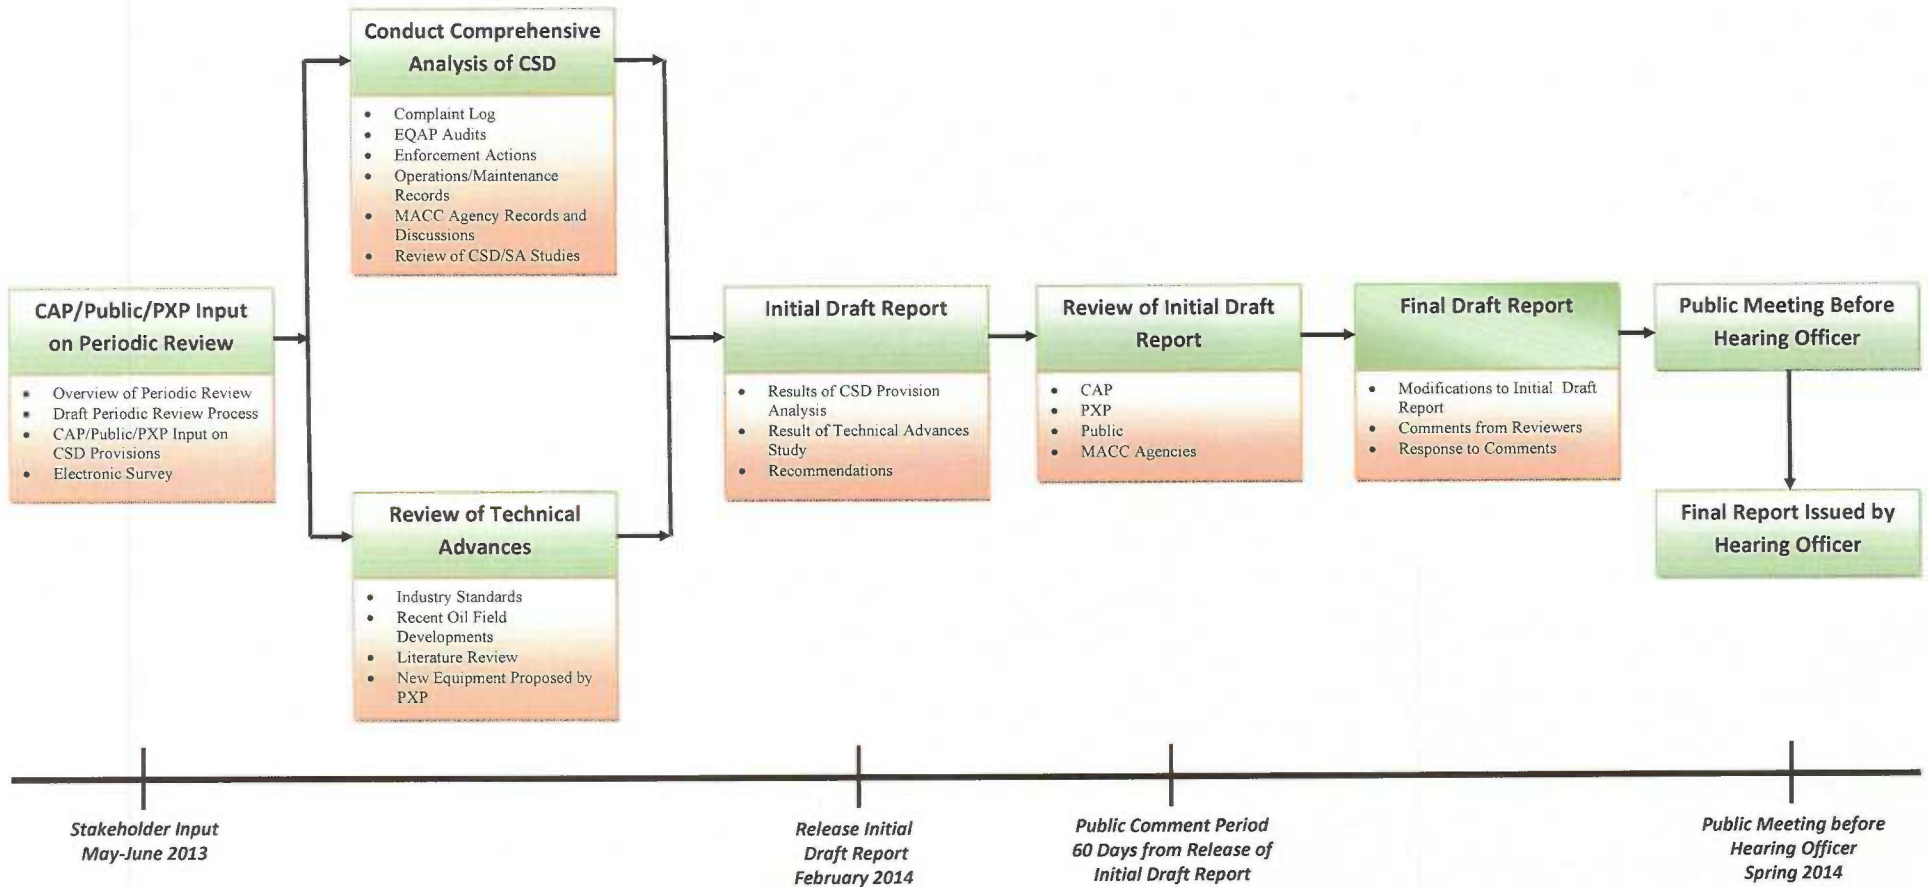 Conduct Comprehensive
Analysis of CSD
• Complaint Log
• EQAP Audits
• Enforcement Actions
• Operations/Maintenance
Records
• MACC Agency Records and
Discussions
• Review of CSD/SA Studies
CAP/Public/PXP Input
on Periodic Review
• Overview of Periodic Review
• Draft Periodic Review Process
• CAP/Public/PXP Input on
CSD Provisions
• Electronic Survey
Review of Technical
Advances
• Industry Standards
• Recent Oil Field
Developments
• Literature Review
• New Equipment Proposed by
PXP
Initial Draft Report
• Results of CSD Provision
Analysis
• Result of Technical Advances
Study
• Recommendations
Review of Initial Draft
Report
• CAP
• PXP
• Public
• MACC Agencies
Final Draft Report
• Modifications to Initial Draft
Report
• Comments from Reviewers
• Response to Comments
Public Meeting Before
Hearing Officer
Final Report Issued by
Hearing Officer
Stakeholder Input
May-June 2013
Release Initial
Draft Report
February 2014
Public Comment Period
60 Days from Release of
Initial Draft Report
Public Meeting before
Hearing Officer
Spring 2014